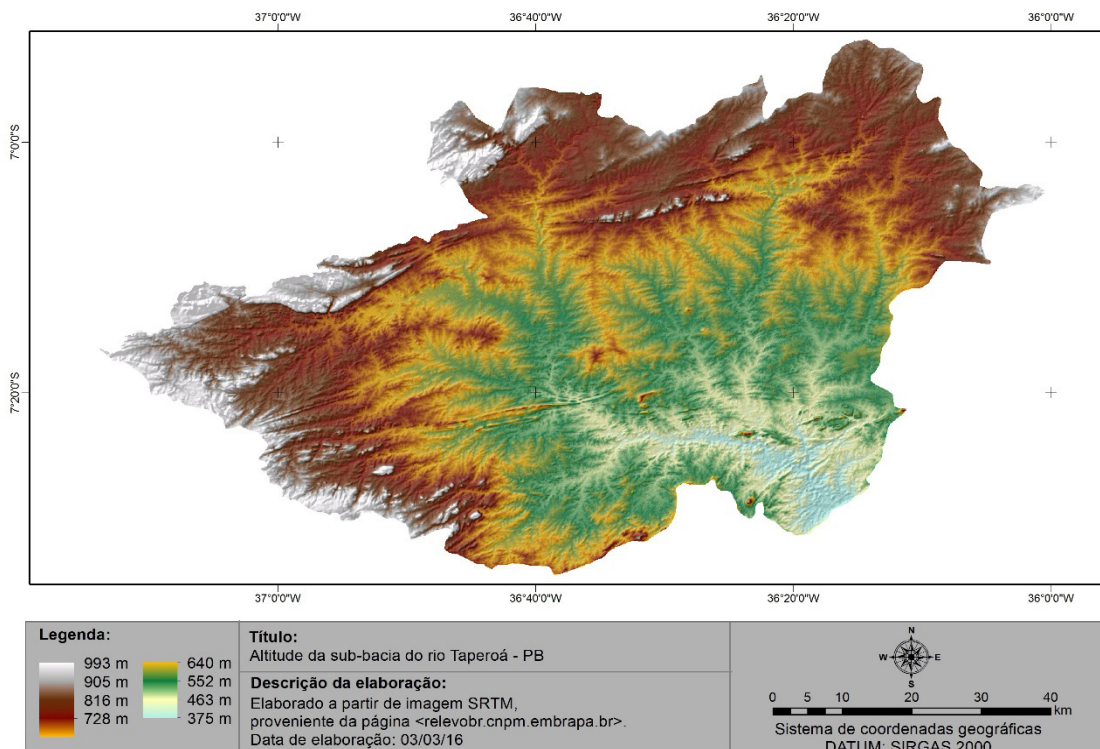 37°0'0"W 36°40'0"W 36°20'0"W 36°0'0"W
7°0'0"S
7°20'0"S
37°0'0"W 36°40'0"W 36°20'0"W 36°0'0"W
Legenda:
993 m
905 m
816 m
728 m
640 m
552 m
463 m
375 m
Título:
Altitude da sub-bacia do rio Taperoá - PB
Descrição da elaboração:
Elaborado a partir de imagem SRTM,
proveniente da página <relevobr.cnpm.embrapa.br>.
Data de elaboração: 03/03/16
N
W E
S
0 5 10 20 30 40
km
Sistema de coordenadas geográficas
DATUM: SIRGAS 2000